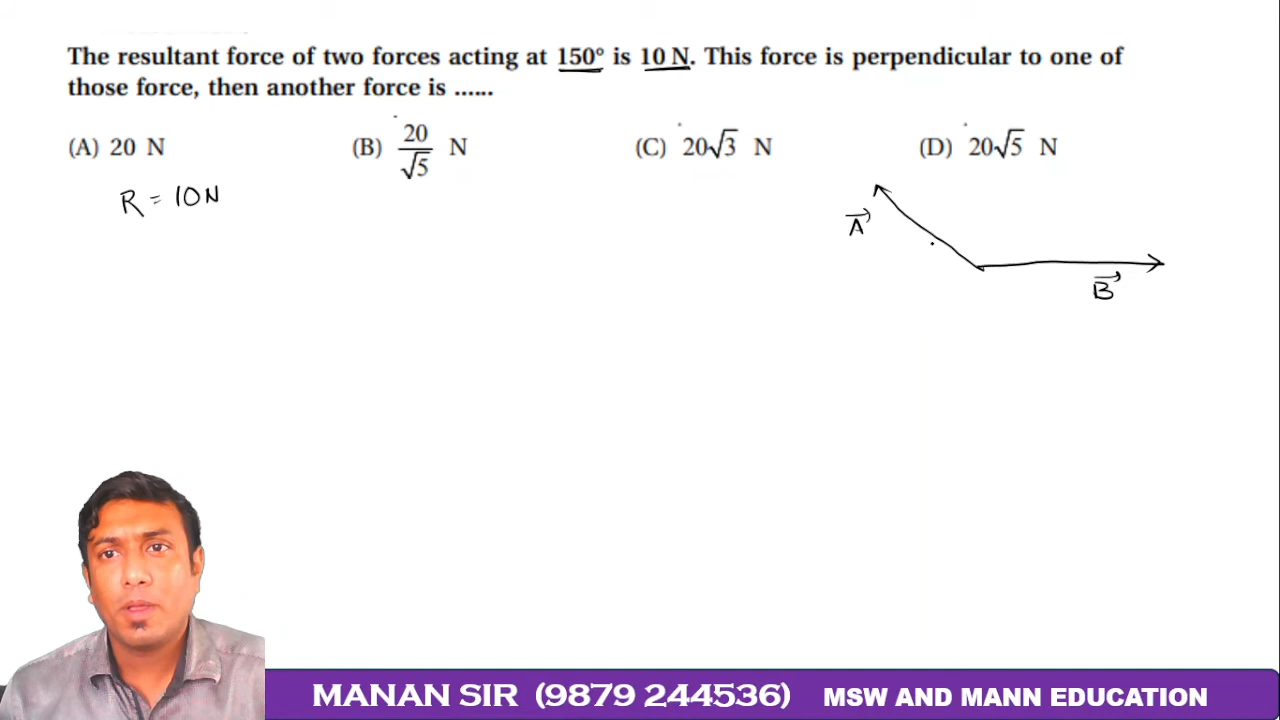 The resultant force of two forces acting at 150° is 10 N. This force is perpendicular to one of
those force, then another force is ......
(A) 20 N (B) 20/√5 N (C) 20√3 N (D) 20√5 N
R = 10N
A⃗
B⃗
MANAN SIR (9879 244536) MSW AND MANN EDUCATION